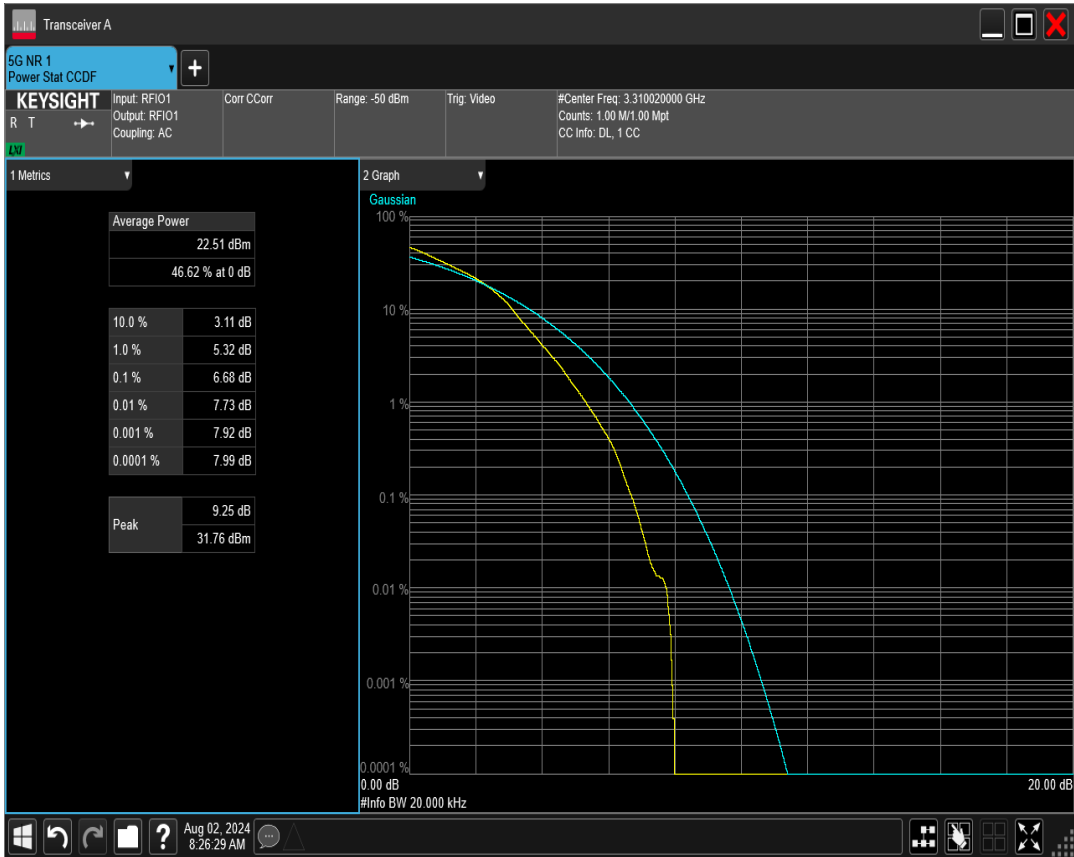 Transceiver A
5G NR 1
Power Stat CCDF
+
KEYSIGHT
R T
LXI
Input: RFIO1
Output: RFIO1
Coupling: AC
Corr CCorr
Range: -50 dBm
Trig: Video
#Center Freq: 3.310020000 GHz
Counts: 1.00 M/1.00 Mpt
CC Info: DL, 1 CC
1 Metrics
Average Power
22.51 dBm
46.62 % at 0 dB
10.0 % 3.11 dB
1.0 % 5.32 dB
0.1 % 6.68 dB
0.01 % 7.73 dB
0.001 % 7.92 dB
0.0001 % 7.99 dB
Peak
9.25 dB
31.76 dBm
2 Graph
Gaussian
100 %
10 %
1 %
0.1 %
0.01 %
0.001 %
0.0001 %
0.00 dB 20.00 dB
#Info BW 20.000 kHz
?
Aug 02, 2024
8:26:29 AM